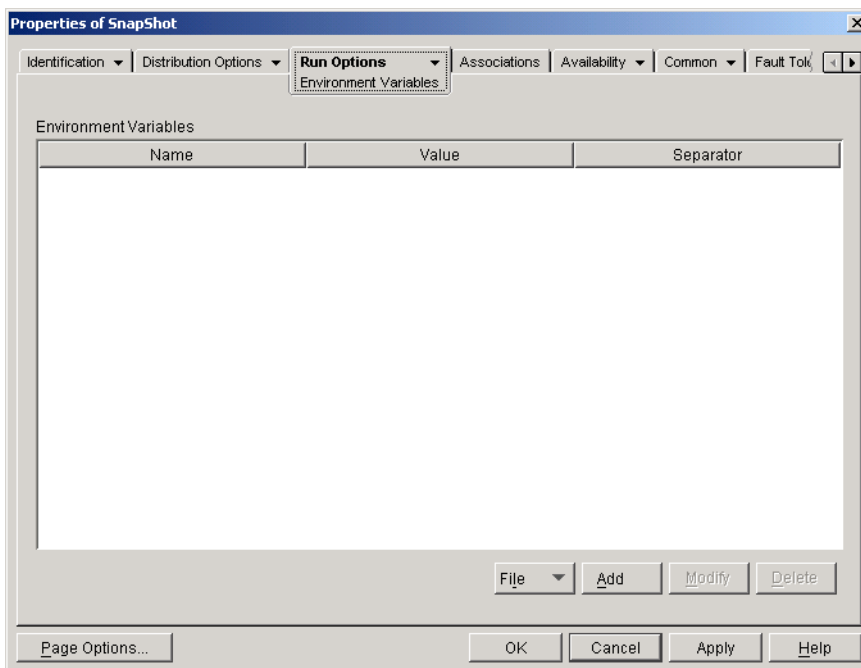 Properties of SnapShot
Identification Distribution Options Run Options Associations Availability Common Fault
Environment Variables
Environment Variables
Name Value Separator
File Add Modify Delete
Page Options... OK Cancel Apply Help